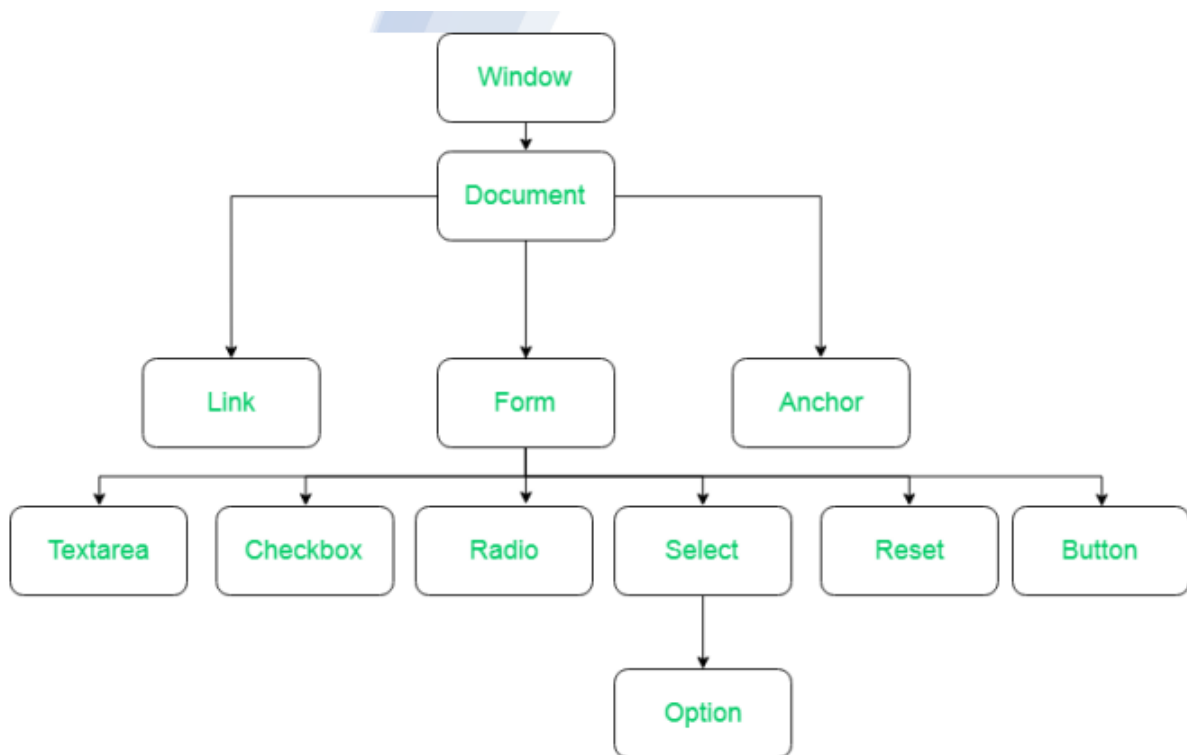 Window
Document
Link
Form
Anchor
Textarea
Checkbox
Radio
Select
Reset
Button
Option